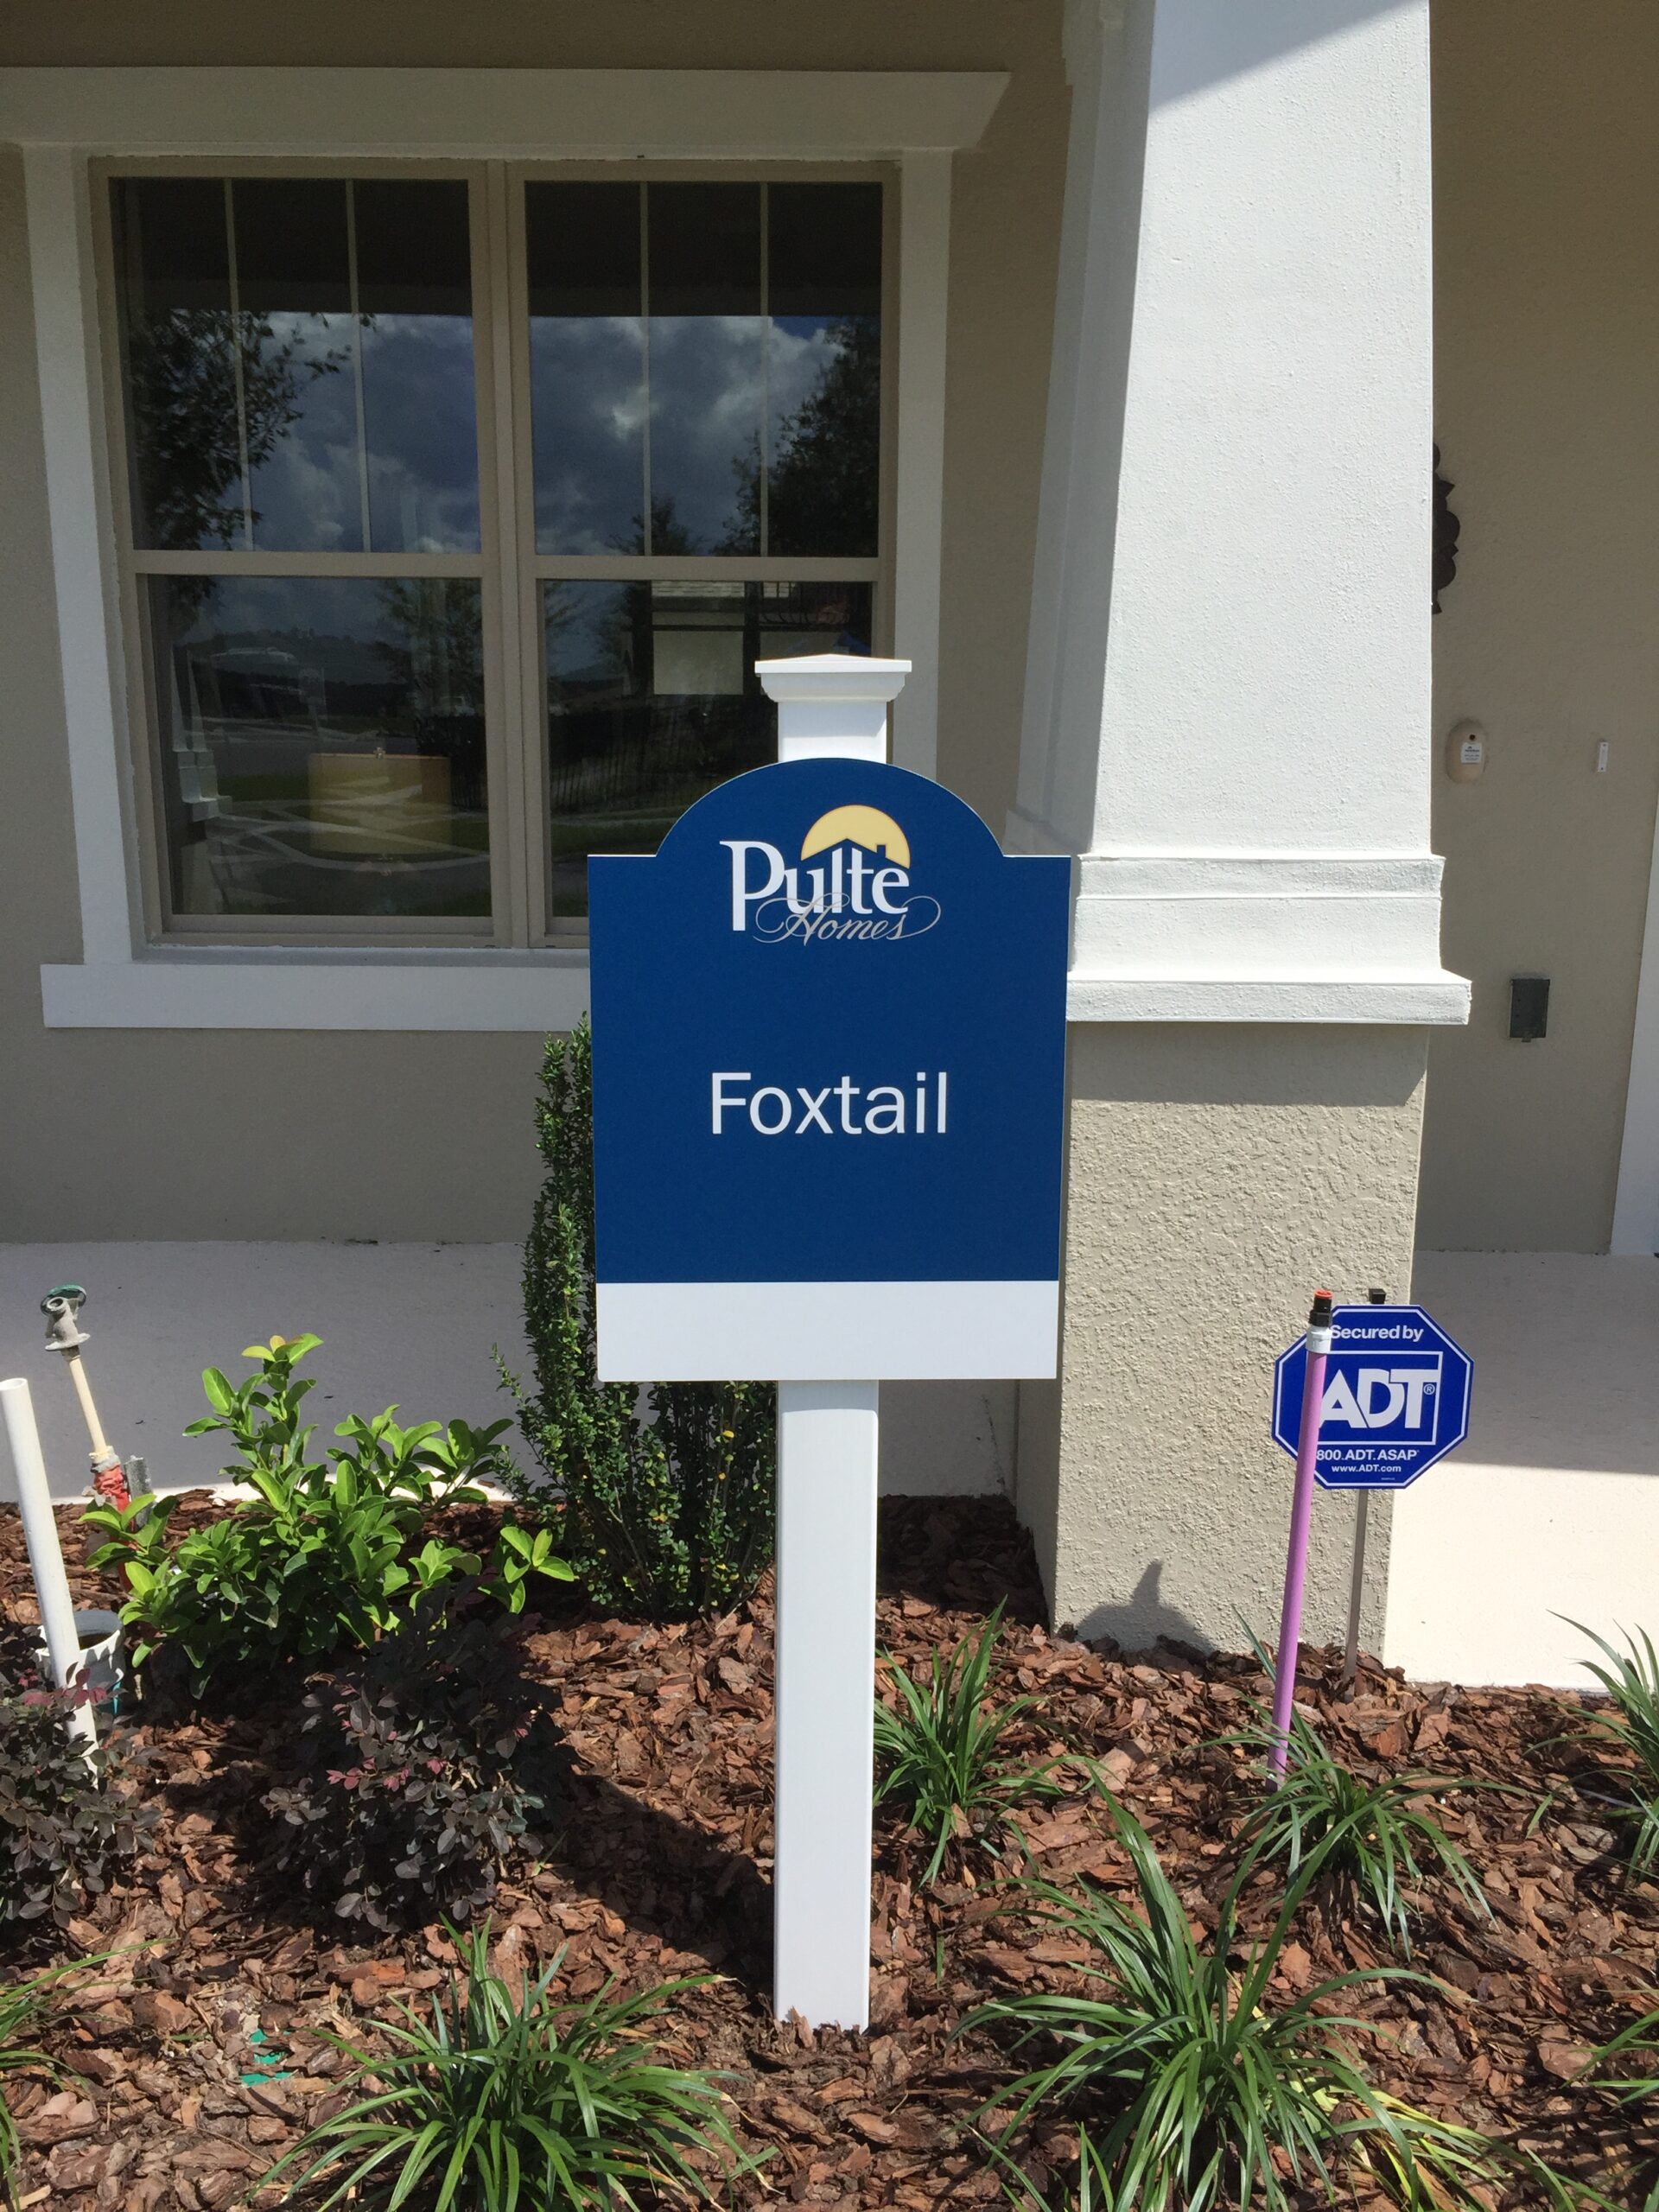 Pulte
Homes
Foxtail
Secured by
ADT®
800.ADT.ASAP
www.ADT.com